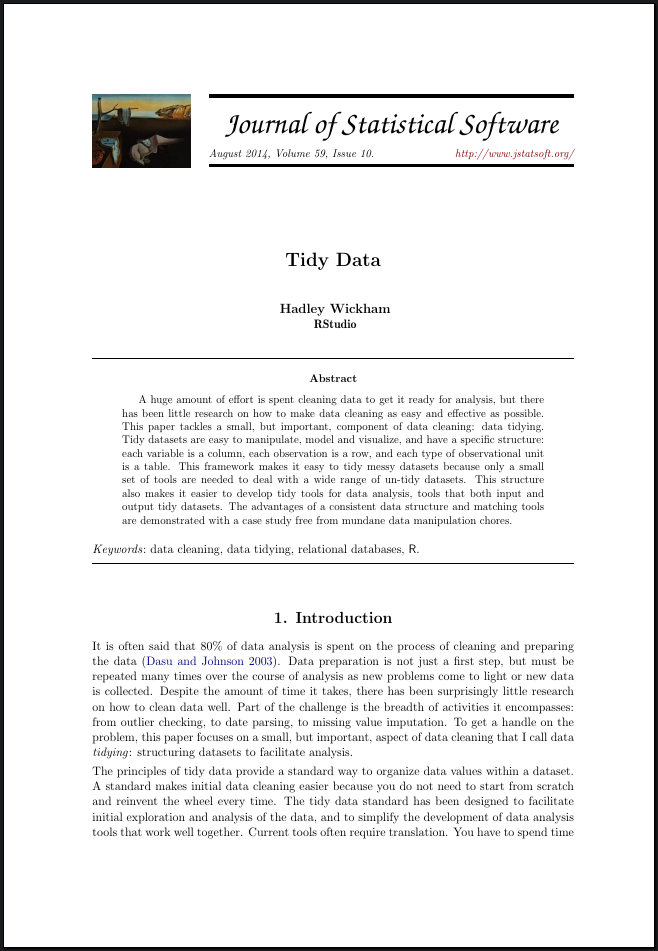 Journal of Statistical Software
August 2014, Volume 59, Issue 10.
http://www.jstatsoft.org/
Tidy Data
Hadley Wickham
RStudio
Abstract
A huge amount of effort is spent cleaning data to get it ready for analysis, but there
has been little research on how to make data cleaning as easy and effective as possible.
This paper tackles a small, but important, component of data cleaning: data tidying.
Tidy datasets are easy to manipulate, model and visualize, and have a specific structure:
each variable is a column, each observation is a row, and each type of observational unit
is a table. This framework makes it easy to tidy messy datasets because only a small
set of tools are needed to deal with a wide range of un-tidy datasets. This structure
also makes it easier to develop tidy tools for data analysis, tools that both input and
output tidy datasets. The advantages of a consistent data structure and matching tools
are demonstrated with a case study free from mundane data manipulation chores.
Keywords: data cleaning, data tidying, relational databases, R.
1. Introduction
It is often said that 80% of data analysis is spent on the process of cleaning and preparing
the data (Dasu and Johnson 2003). Data preparation is not just a first step, but must be
repeated many times over the course of analysis as new problems come to light or new data
is collected. Despite the amount of time it takes, there has been surprisingly little research
on how to clean data well. Part of the challenge is the breadth of activities it encompasses:
from outlier checking, to date parsing, to missing value imputation. To get a handle on the
problem, this paper focuses on a small, but important, aspect of data cleaning that I call data
tidying: structuring datasets to facilitate analysis.
The principles of tidy data provide a standard way to organize data values within a dataset.
A standard makes initial data cleaning easier because you do not need to start from scratch
and reinvent the wheel every time. The tidy data standard has been designed to facilitate
initial exploration and analysis of the data, and to simplify the development of data analysis
tools that work well together. Current tools often require translation. You have to spend time